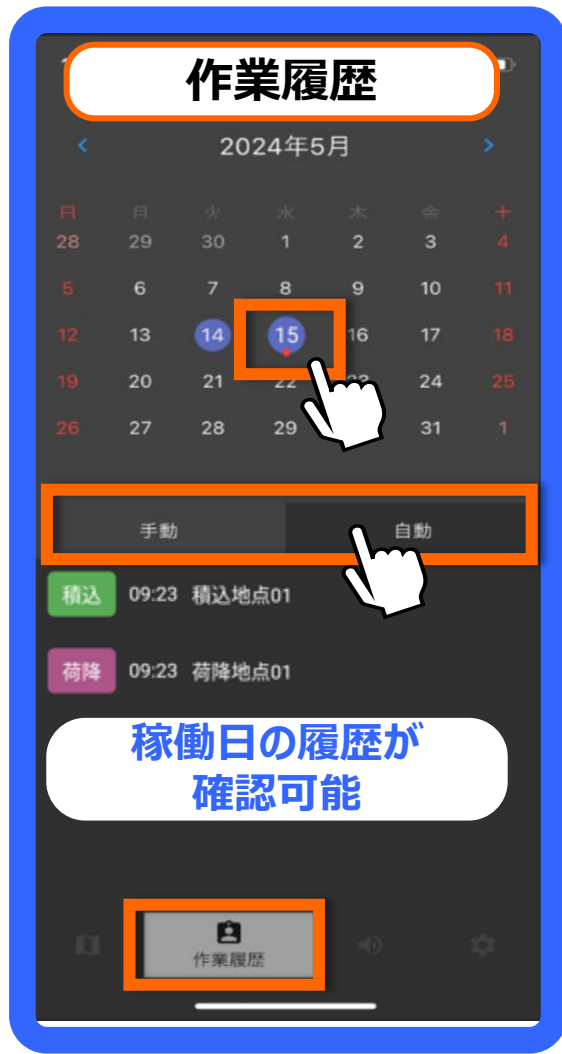 作業履歴
2024年5月
日 月 火 水 木 金 土
28 29 30 1 2 3 4
5 6 7 8 9 10 11
12 13 14 15 16 17 18
19 20 21 22 23 24 25
26 27 28 29 31 1
手動 自動
積込 09:23 積込地点01
荷降 09:23 荷降地点01
稼働日の履歴が
確認可能
作業履歴